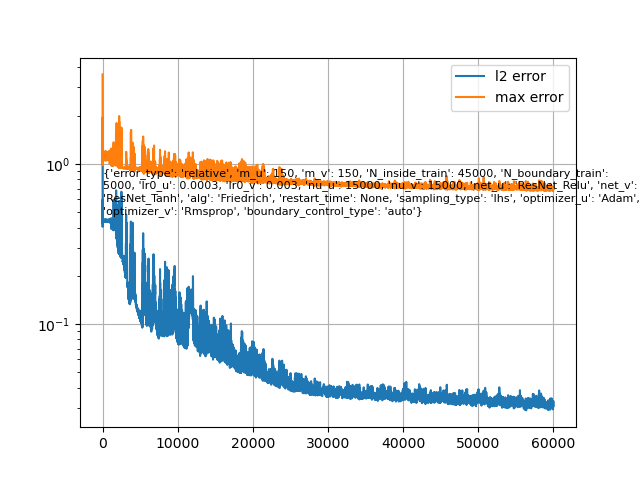 l2 error
max error
10⁰
{'error_type': 'relative', 'm_u': 150, 'm_v': 150, 'N_inside_train': 45000, 'N_boundary_train':
5000, 'lr0_u': 0.0003, 'lr0_v': 0.003, 'nu_u': 15000, 'nu_v': 15000, 'net_u': 'ResNet_Relu', 'net_v':
'ResNet_Tanh', 'alg': 'Friedrich', 'restart_time': None, 'sampling_type': 'lhs', 'optimizer_u': 'Adam',
'optimizer_v': 'Rmsprop', 'boundary_control_type': 'auto'}
10⁻¹
0 10000 20000 30000 40000 50000 60000